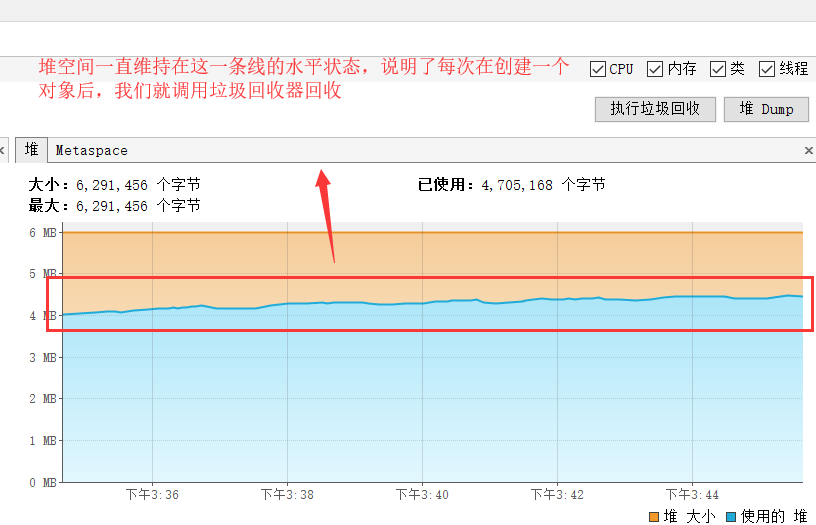 堆空间一直维持在这一条线的水平状态，说明了每次在创建一个
对象后，我们就调用垃圾回收器回收
CPU 内存 类 线程
执行垃圾回收 堆 Dump
堆 Metaspace
大小：6,291,456 个字节 已使用：4,705,168 个字节
最大：6,291,456 个字节
6 MB
5 MB
4 MB
3 MB
2 MB
1 MB
0 MB
下午3:36 下午3:38 下午3:40 下午3:42 下午3:44
堆 大小 使用的 堆